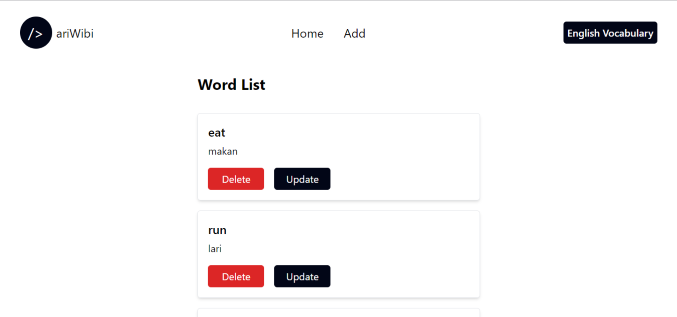 /> ariWibi
Home Add
English Vocabulary
Word List
eat
makan
Delete Update
run
lari
Delete Update